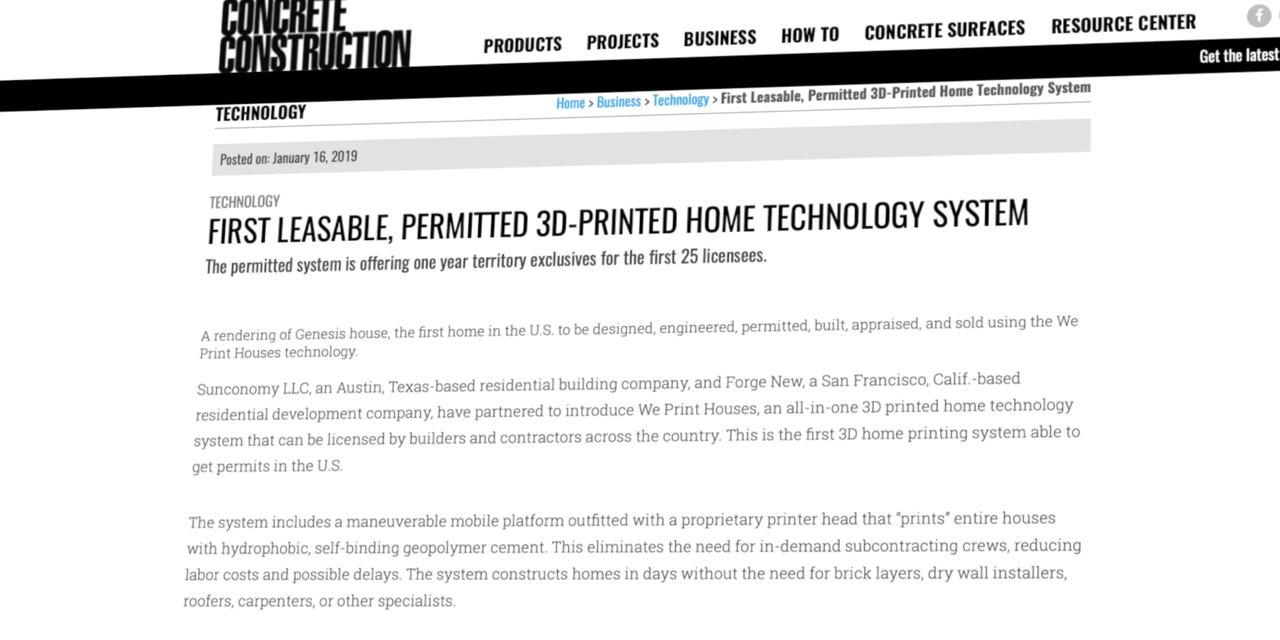 CONCRETE
CONSTRUCTION
PRODUCTS PROJECTS BUSINESS HOW TO CONCRETE SURFACES RESOURCE CENTER
f
Get the latest
TECHNOLOGY
Home > Business > Technology > First Leasable, Permitted 3D-Printed Home Technology System
Posted on: January 16, 2019
TECHNOLOGY
FIRST LEASABLE, PERMITTED 3D-PRINTED HOME TECHNOLOGY SYSTEM
The permitted system is offering one year territory exclusives for the first 25 licensees.
A rendering of Genesis house, the first home in the U.S. to be designed, engineered, permitted, built, appraised, and sold using the We
Print Houses technology.
Sunconomy LLC, an Austin, Texas-based residential building company, and Forge New, a San Francisco, Calif.-based
residential development company, have partnered to introduce We Print Houses, an all-in-one 3D printed home technology
system that can be licensed by builders and contractors across the country. This is the first 3D home printing system able to
get permits in the U.S.
The system includes a maneuverable mobile platform outfitted with a proprietary printer head that "prints" entire houses
with hydrophobic, self-binding geopolymer cement. This eliminates the need for in-demand subcontracting crews, reducing
labor costs and possible delays. The system constructs homes in days without the need for brick layers, dry wall installers,
roofers, carpenters, or other specialists.